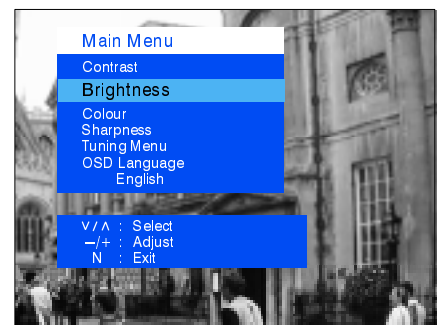 Main Menu
Contrast
Brightness
Colour
Sharpness
Tuning Menu
OSD Language
English
V / Λ : Select
–/+ : Adjust
N : Exit